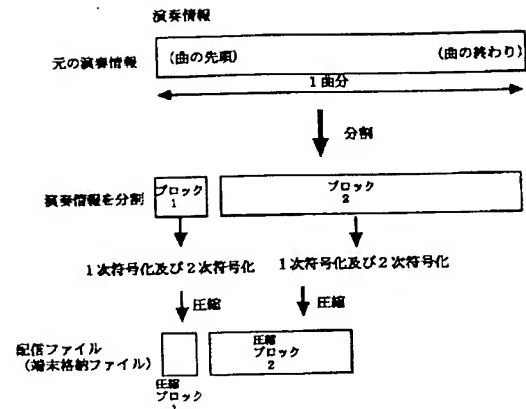 演奏情報
元の演奏情報
(曲の先頭)
(曲の終わり)
1曲分
分割
演奏情報を分割
ブロック
1
ブロック
2
1次符号化及び2次符号化
1次符号化及び2次符号化
圧縮
圧縮
配信ファイル
(端末格納ファイル)
圧縮
ブロック
1
圧縮
ブロック
2